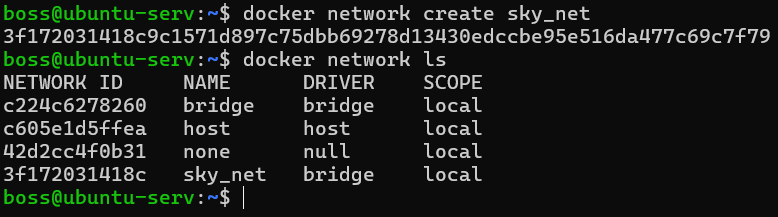 boss@ubuntu-serv:~$ docker network create sky_net
3f172031418c9c1571d897c75dbb69278d13430edccbe95e516da477c69c7f79
boss@ubuntu-serv:~$ docker network ls
NETWORK ID     NAME      DRIVER    SCOPE
c224c6278260   bridge    bridge    local
c605e1d5ffea   host      host      local
42d2cc4f0b31   none      null      local
3f172031418c   sky_net   bridge    local
boss@ubuntu-serv:~$